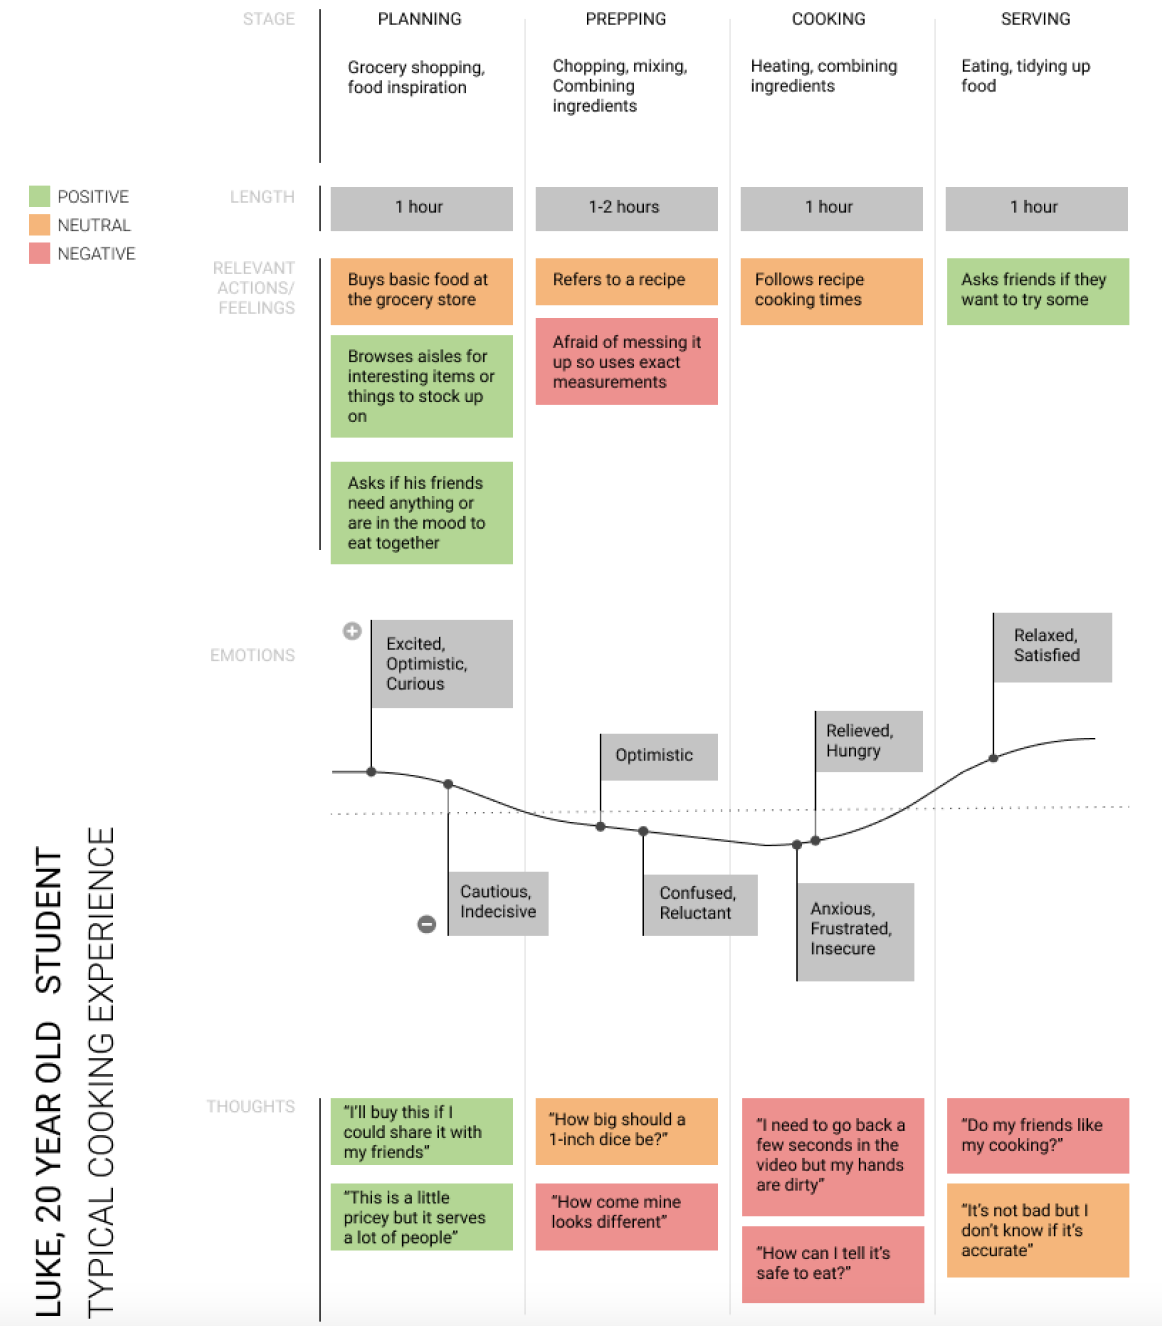 STAGE
PLANNING
PREPPING
COOKING
SERVING
Grocery shopping,
food inspiration
Chopping, mixing,
Combining
ingredients
Heating, combining
ingredients
Eating, tidying up
food
POSITIVE
NEUTRAL
NEGATIVE
LENGTH
1 hour
1-2 hours
1 hour
1 hour
RELEVANT
ACTIONS/
FEELINGS
Buys basic food at
the grocery store
Browses aisles for
interesting items or
things to stock up
on
Asks if his friends
need anything or
are in the mood to
eat together
Refers to a recipe
Afraid of messing it
up so uses exact
measurements
Follows recipe
cooking times
Asks friends if they
want to try some
EMOTIONS
+
Excited,
Optimistic,
Curious
Cautious,
Indecisive
−
Optimistic
Confused,
Reluctant
Relieved,
Hungry
Anxious,
Frustrated,
Insecure
Relaxed,
Satisfied
THOUGHTS
“I’ll buy this if I
could share it with
my friends”
“This is a little
pricey but it serves
a lot of people”
“How big should a
1-inch dice be?”
“How come mine
looks different”
“I need to go back a
few seconds in the
video but my hands
are dirty”
“How can I tell it’s
safe to eat?”
“Do my friends like
my cooking?”
“It’s not bad but I
don’t know if it’s
accurate”
LUKE, 20 YEAR OLD STUDENT
TYPICAL COOKING EXPERIENCE